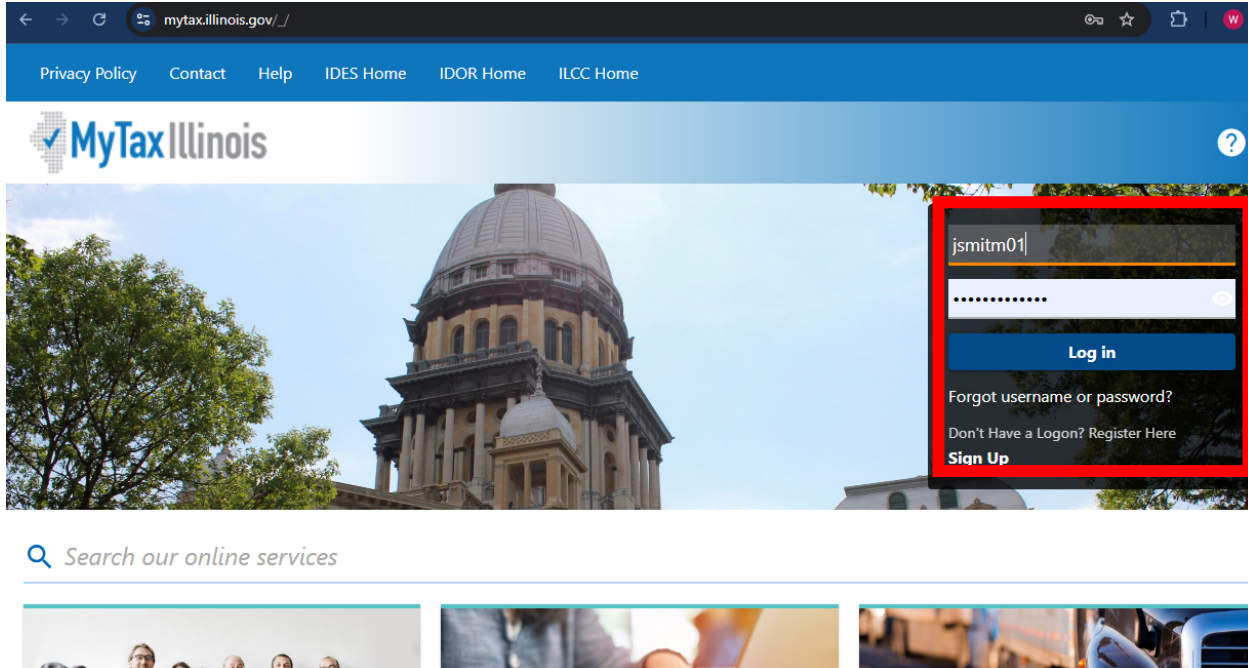 mytax.illinois.gov/_/
W
Privacy Policy Contact Help IDES Home IDOR Home ILCC Home
MyTax Illinois
?
jsmitm01
•••••••••••••
Log in
Forgot username or password?
Don't Have a Logon? Register Here
Sign Up
Search our online services